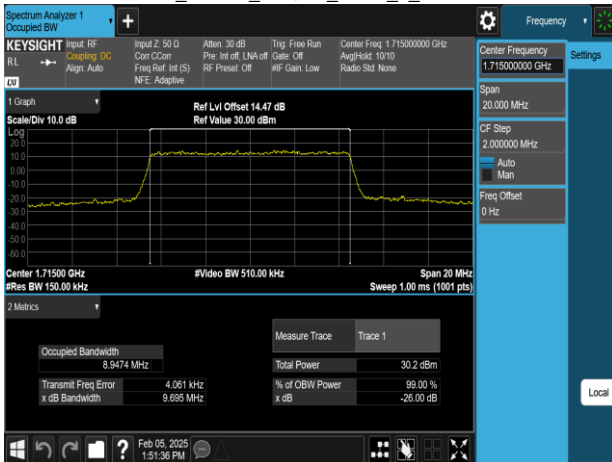 Spectrum Analyzer 1
Occupied BW
Frequency
KEYSIGHT
RL
Input: RF
Coupling: DC
Align: Auto
Input Z: 50 Ω
Corr CCorr
Freq Ref: Int (S)
NFE: Adaptive
Atten: 30 dB
Pre: Int off, LNA off
RF Preset: Off
Trig: Free Run
Gate: Off
#IF Gain: Low
Center Freq: 1.715000000 GHz
Avg|Hold: 10/10
Radio Std: None
LXI
Center Frequency
1.715000000 GHz
Settings
Span
20.000 MHz
CF Step
2.000000 MHz
Auto
Man
Freq Offset
0 Hz
1 Graph
Scale/Div 10.0 dB
Ref Lvl Offset 14.47 dB
Ref Value 30.00 dBm
Log
20.0
10.0
0.00
-10.0
-20.0
-30.0
-40.0
-50.0
-60.0
Center 1.71500 GHz
#Res BW 150.00 kHz
#Video BW 510.00 kHz
Span 20 MHz
Sweep 1.00 ms (1001 pts)
2 Metrics
Measure Trace Trace 1
Occupied Bandwidth
8.9474 MHz
Total Power 30.2 dBm
Transmit Freq Error 4.061 kHz
% of OBW Power 99.00 %
x dB Bandwidth 9.695 MHz
x dB -26.00 dB
Local
Feb 05, 2025
1:51:36 PM